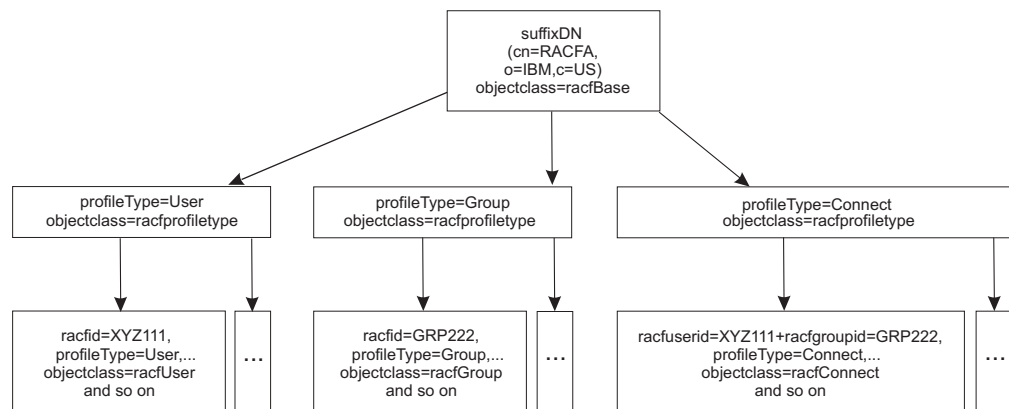 suffixDN
(cn=RACFA,
o=IBM,c=US)
objectclass=racfBase
profileType=User
objectclass=racfprofiletype
profileType=Group
objectclass=racfprofiletype
profileType=Connect
objectclass=racfprofiletype
racfid=XYZ111,
profileType=User,...
objectclass=racfUser
and so on
...
racfid=GRP222,
profileType=Group,...
objectclass=racfGroup
and so on
...
racfuserid=XYZ111+racfgroupid=GRP222,
profileType=Connect,...
objectclass=racfConnect
and so on
...